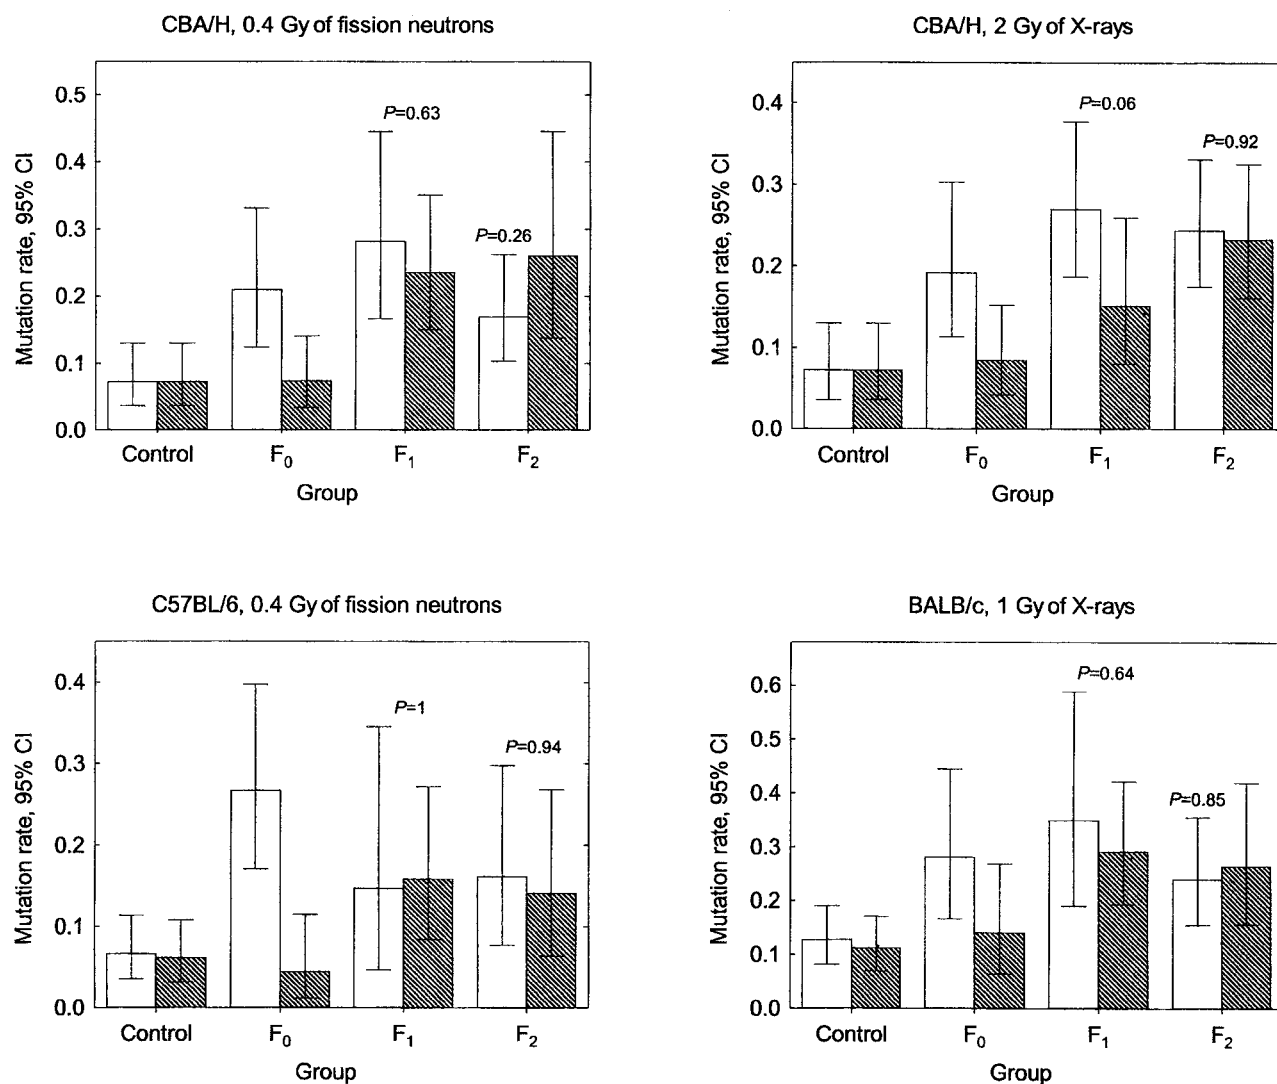 CBA/H, 0.4 Gy of fission neutrons
Mutation rate, 95% CI
0.5
0.4
0.3
0.2
0.1
0.0
P=0.63
P=0.26
Control F₀ F₁ F₂
Group
CBA/H, 2 Gy of X-rays
Mutation rate, 95% CI
0.4
0.3
0.2
0.1
0.0
P=0.06
P=0.92
Control F₀ F₁ F₂
Group
C57BL/6, 0.4 Gy of fission neutrons
Mutation rate, 95% CI
0.4
0.3
0.2
0.1
0.0
P=1
P=0.94
Control F₀ F₁ F₂
Group
BALB/c, 1 Gy of X-rays
Mutation rate, 95% CI
0.6
0.5
0.4
0.3
0.2
0.1
0.0
P=0.64
P=0.85
Control F₀ F₁ F₂
Group